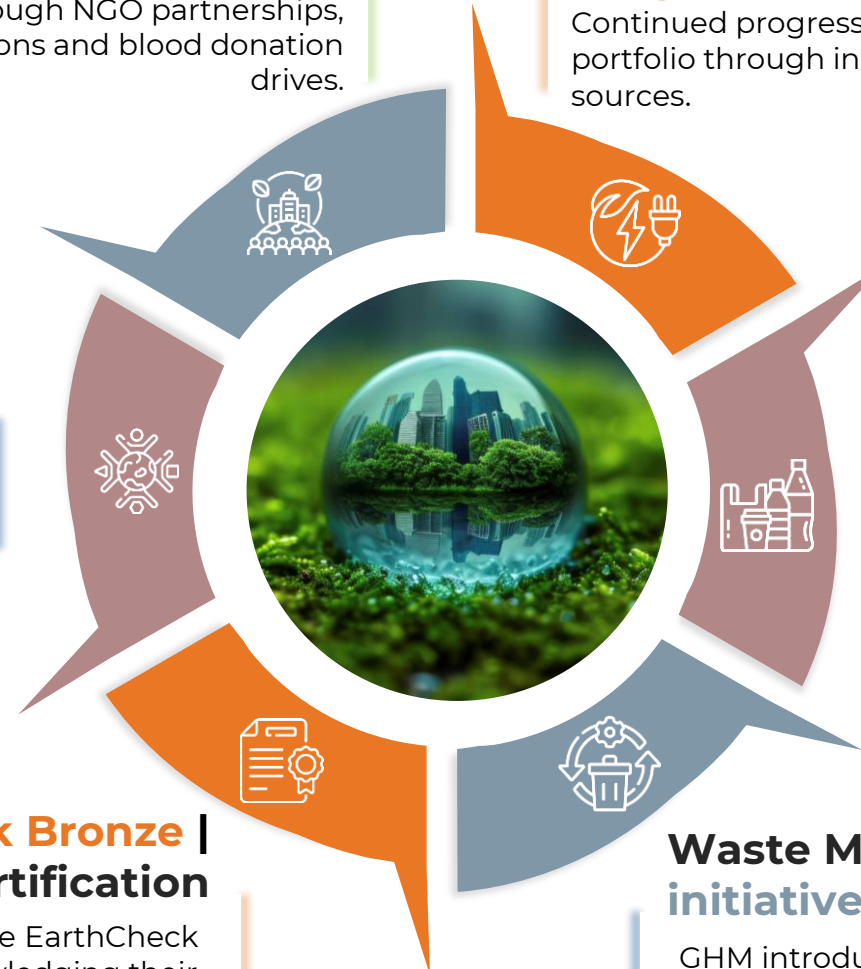 ough NGO partnerships,
ons and blood donation
drives.
Continued progress
portfolio through in
sources.
k Bronze |
rtification
e EarthCheck
Waste M
initiative
GHM introdu